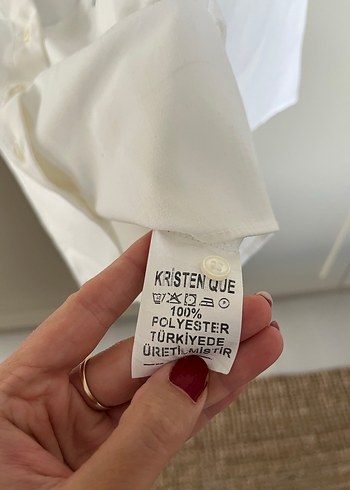 KRİSTEN QUE
100%
POLYESTER
TÜRKİYEDE
ÜRETİLMİŞTİR